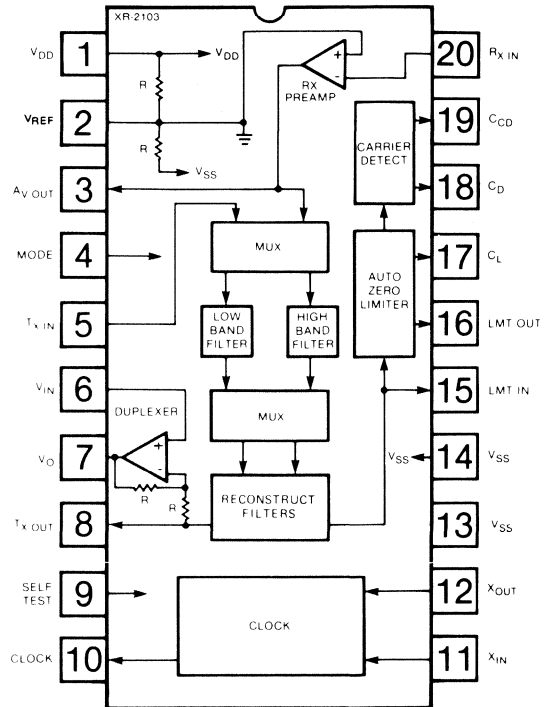 XR-2103
VDD
1
VDD
R
VREF
2
R
VSS
AV OUT
3
MODE
4
TX IN
5
VIN
6
VO
7
TX OUT
8
SELF
TEST
9
CLOCK
10
RX
PREAMP
MUX
LOW
BAND
FILTER
HIGH
BAND
FILTER
MUX
DUPLEXER
+
-
R
R
RECONSTRUCT
FILTERS
CLOCK
+
-
CARRIER
DETECT
AUTO
ZERO
LIMITER
VSS
20
RX IN
19
CCD
18
CD
17
CL
16
LMT OUT
15
LMT IN
14
VSS
13
VSS
12
XOUT
11
XIN